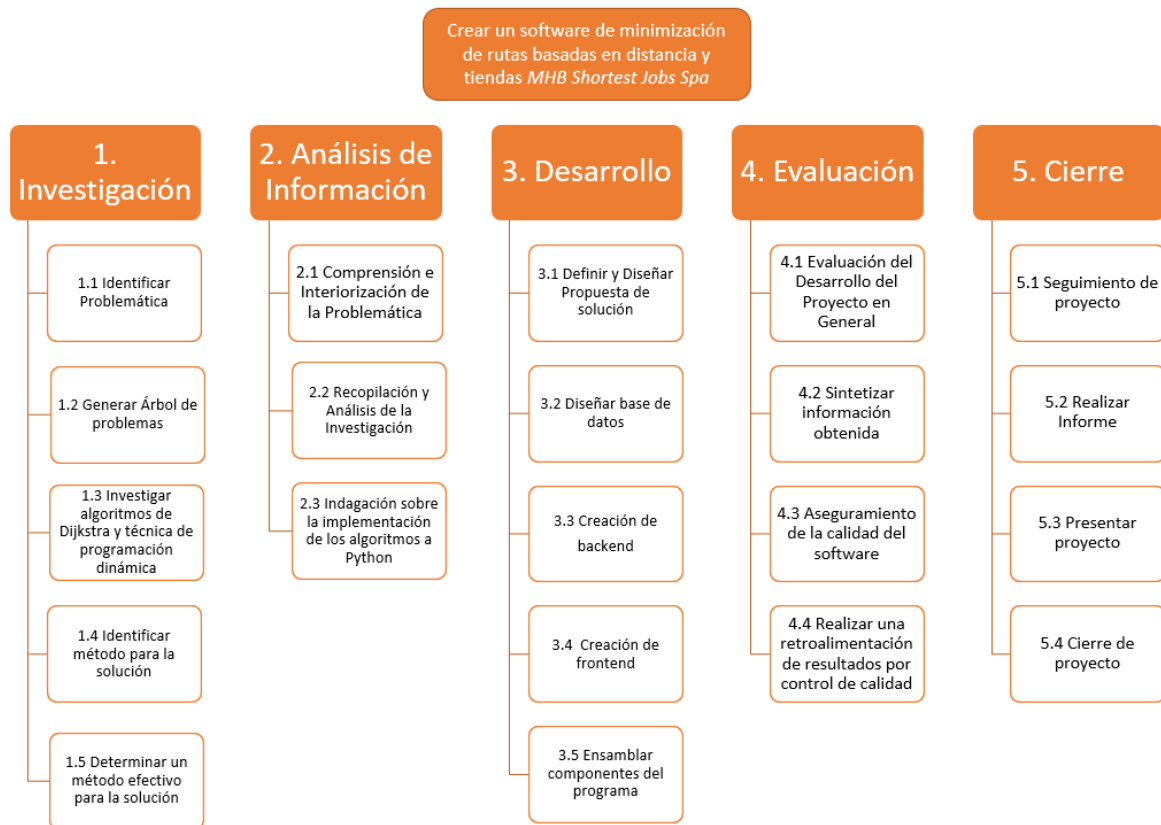 Crear un software de minimización
de rutas basadas en distancia y
tiendas MHB Shortest Jobs Spa
1.
Investigación
1.1 Identificar
Problemática
1.2 Generar Árbol de
problemas
1.3 Investigar
algoritmos de
Dijkstra y técnica de
programación
dinámica
1.4 Identificar
método para la
solución
1.5 Determinar un
método efectivo
para la solución
2. Análisis de
Información
2.1 Comprensión e
Interiorización de
la Problemática
2.2 Recopilación y
Análisis de la
Investigación
2.3 Indagación sobre
la implementación
de los algoritmos a
Python
3. Desarrollo
3.1 Definir y Diseñar
Propuesta de
solución
3.2 Diseñar base de
datos
3.3 Creación de
backend
3.4 Creación de
frontend
3.5 Ensamblar
componentes del
programa
4. Evaluación
4.1 Evaluación del
Desarrollo del
Proyecto en
General
4.2 Sintetizar
información
obtenida
4.3 Aseguramiento
de la calidad del
software
4.4 Realizar una
retroalimentación
de resultados por
control de calidad
5. Cierre
5.1 Seguimiento de
proyecto
5.2 Realizar
Informe
5.3 Presentar
proyecto
5.4 Cierre de
proyecto